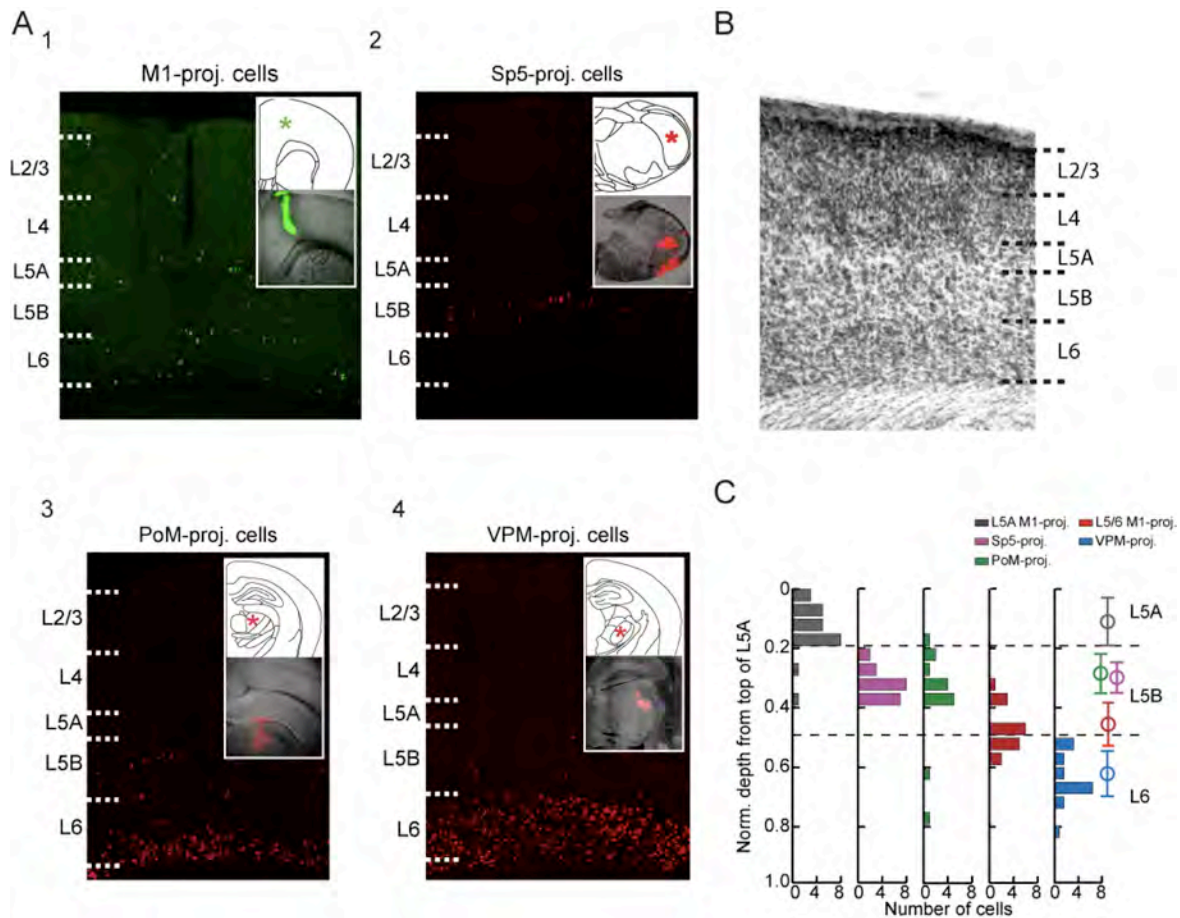 A
1
M1-proj. cells
L2/3
L4
L5A
L5B
L6
2
Sp5-proj. cells
L2/3
L4
L5A
L5B
L6
B
L2/3
L4
L5A
L5B
L6
3
PoM-proj. cells
L2/3
L4
L5A
L5B
L6
4
VPM-proj. cells
L2/3
L4
L5A
L5B
L6
C
L5A M1-proj. L5/6 M1-proj.
Sp5-proj. VPM-proj.
PoM-proj.
Norm. depth from top of L5A
0
0.2
0.4
0.6
0.8
1.0
L5A
L5B
L6
0 4 8 0 4 8 0 4 8 0 4 8 0 4 8
Number of cells